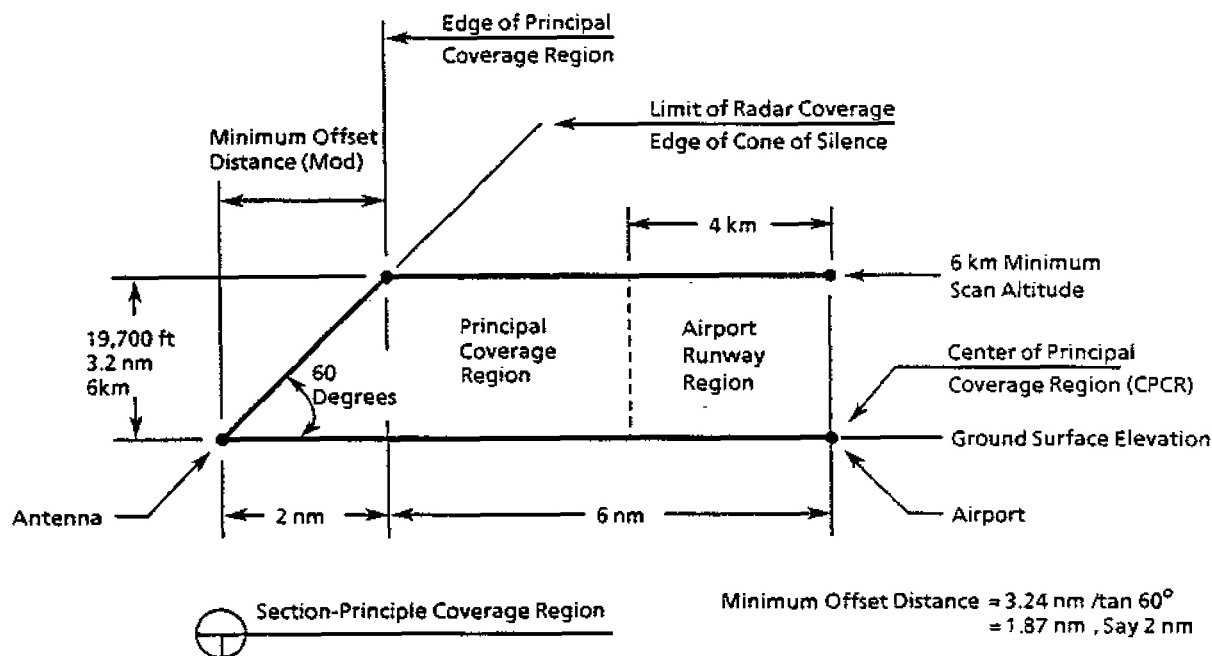 Edge of Principal
Coverage Region
Limit of Radar Coverage
Edge of Cone of Silence
Minimum Offset
Distance (Mod)
4 km
6 km Minimum
Scan Altitude
19,700 ft
3.2 nm
6km
Principal
Coverage
Region
Airport
Runway
Region
Center of Principal
Coverage Region (CPCR)
60
Degrees
Ground Surface Elevation
Antenna
2 nm
6 nm
Airport
Section-Principle Coverage Region
Minimum Offset Distance = 3.24 nm /tan 60°
= 1.87 nm , Say 2 nm